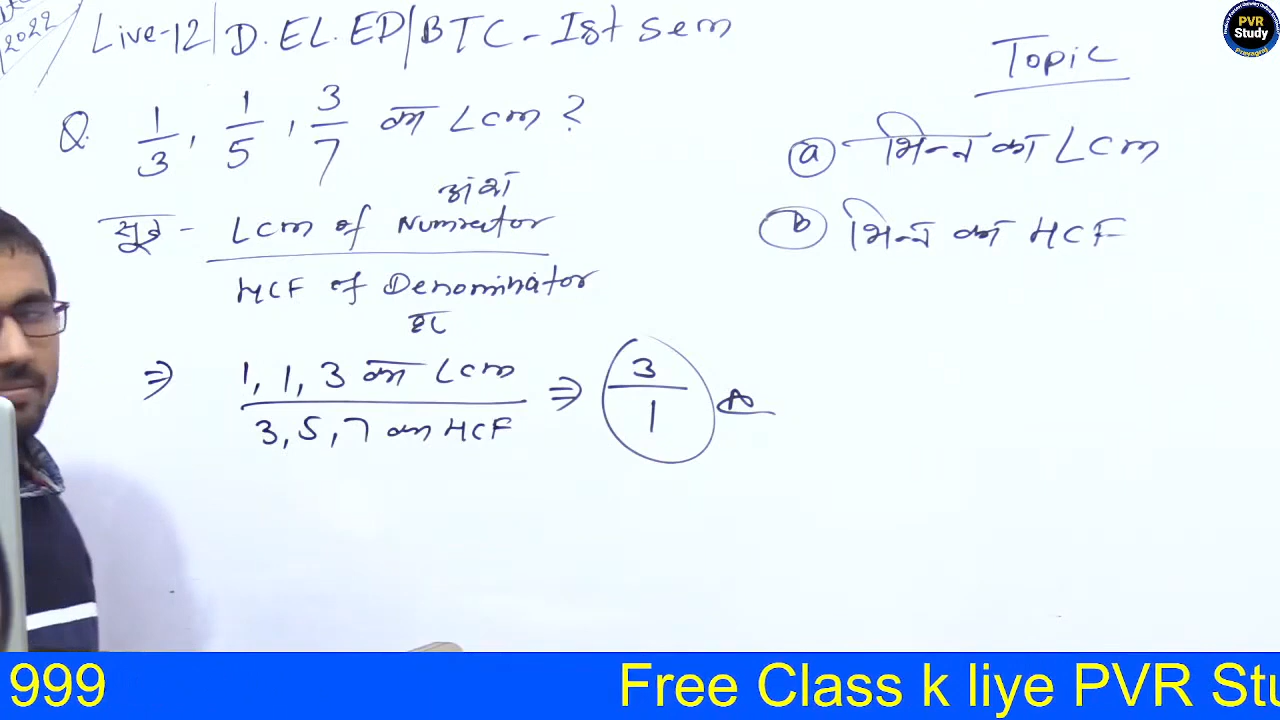 2022
Live-12 | D.EL.ED | BTC - Ist Sem
Q. 1/3, 1/5, 3/7 का LCM ?
अंश
सूत्र - LCM of Numrector
HCF of Denominator
हर
⇒ 1, 1, 3 का LCM ⇒ 3
3, 5, 7 का HCF 1
Topic
(a) भिन्न का LCM
(b) भिन्न का HCF
PVR
Study
Prayagraj
999 Free Class k liye PVR Stu